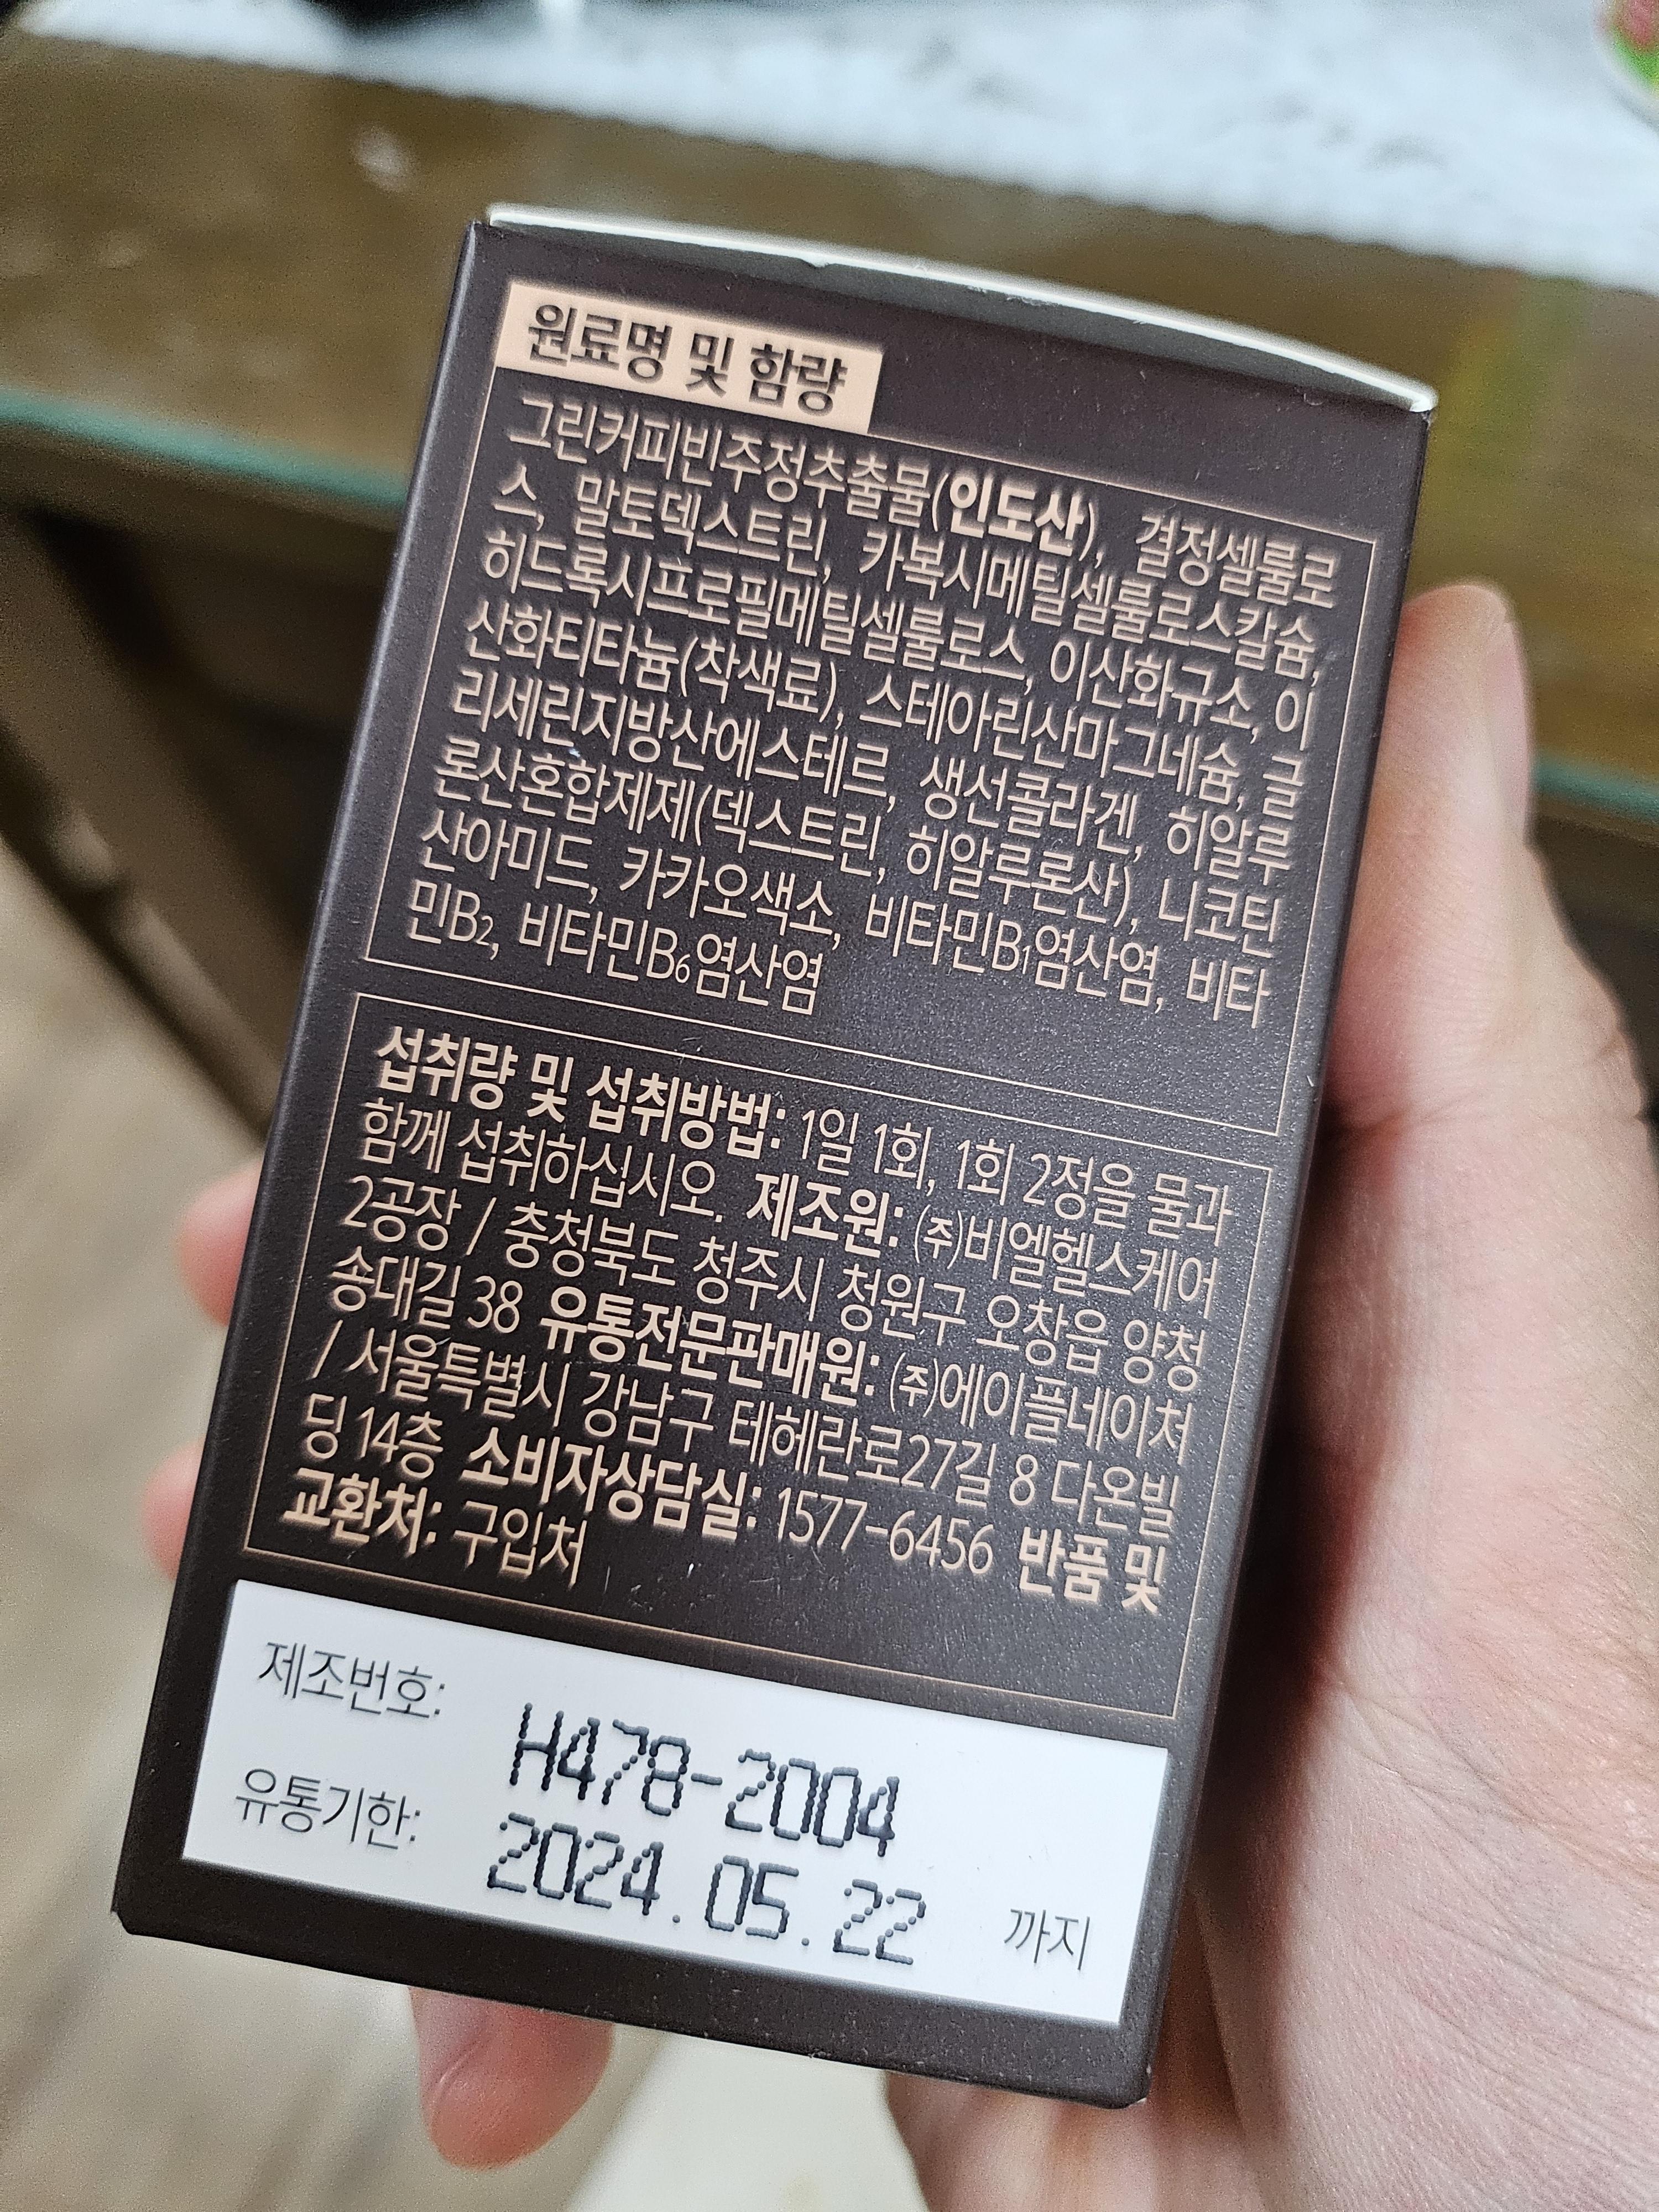 원료명 및 함량
그린커피빈주정추출물(인도산), 결정셀룰로
스, 말토덱스트린, 카복시메틸셀룰로스칼슘,
히드록시프로필메틸셀룰로스, 이산화규소, 이
산화티타늄(착색료), 스테아린산마그네슘, 글
리세린지방산에스테르, 생선콜라겐, 히알루
론산혼합제제(덱스트린, 히알루론산), 니코틴
산아미드, 카카오색소, 비타민B₁염산염, 비타
민B₂, 비타민B₆염산염
섭취량 및 섭취방법: 1일 1회, 1회 2정을 물과
함께 섭취하십시오. 제조원: (주)비엘헬스케어
2공장 / 충청북도 청주시 청원구 오창읍 양청
송대길 38 유통전문판매원: (주)에이플네이처
/ 서울특별시 강남구 테헤란로27길 8 다온빌
딩 14층 소비자상담실: 1577-6456 반품 및
교환처: 구입처
제조번호: H478-2004
유통기한: 2024.05.22 까지